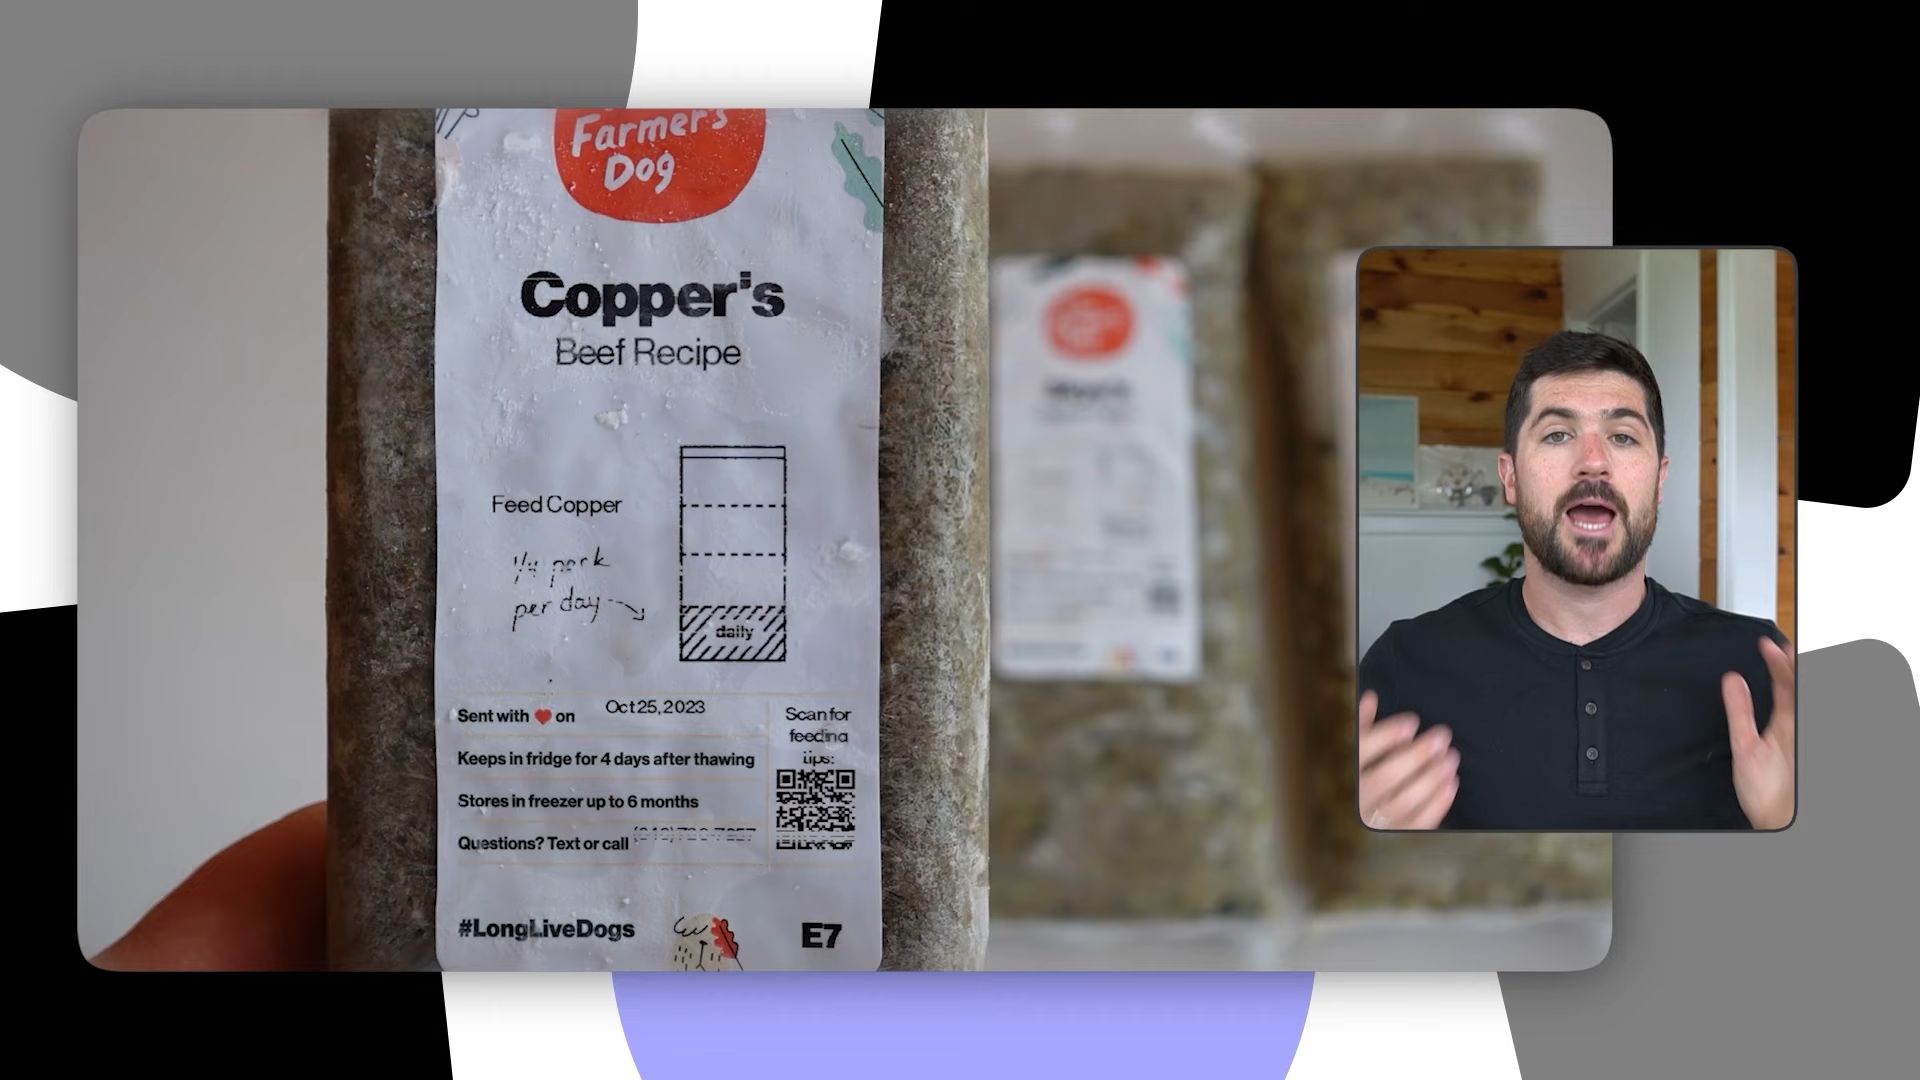 Farmer's
Dog
Copper's
Beef Recipe
Feed Copper
1/4 pack
per day
daily
Sent with ❤ on Oct 25, 2023
Scan for
feeding
tips:
Keeps in fridge for 4 days after thawing
Stores in freezer up to 6 months
Questions? Text or call
#LongLiveDogs
E7